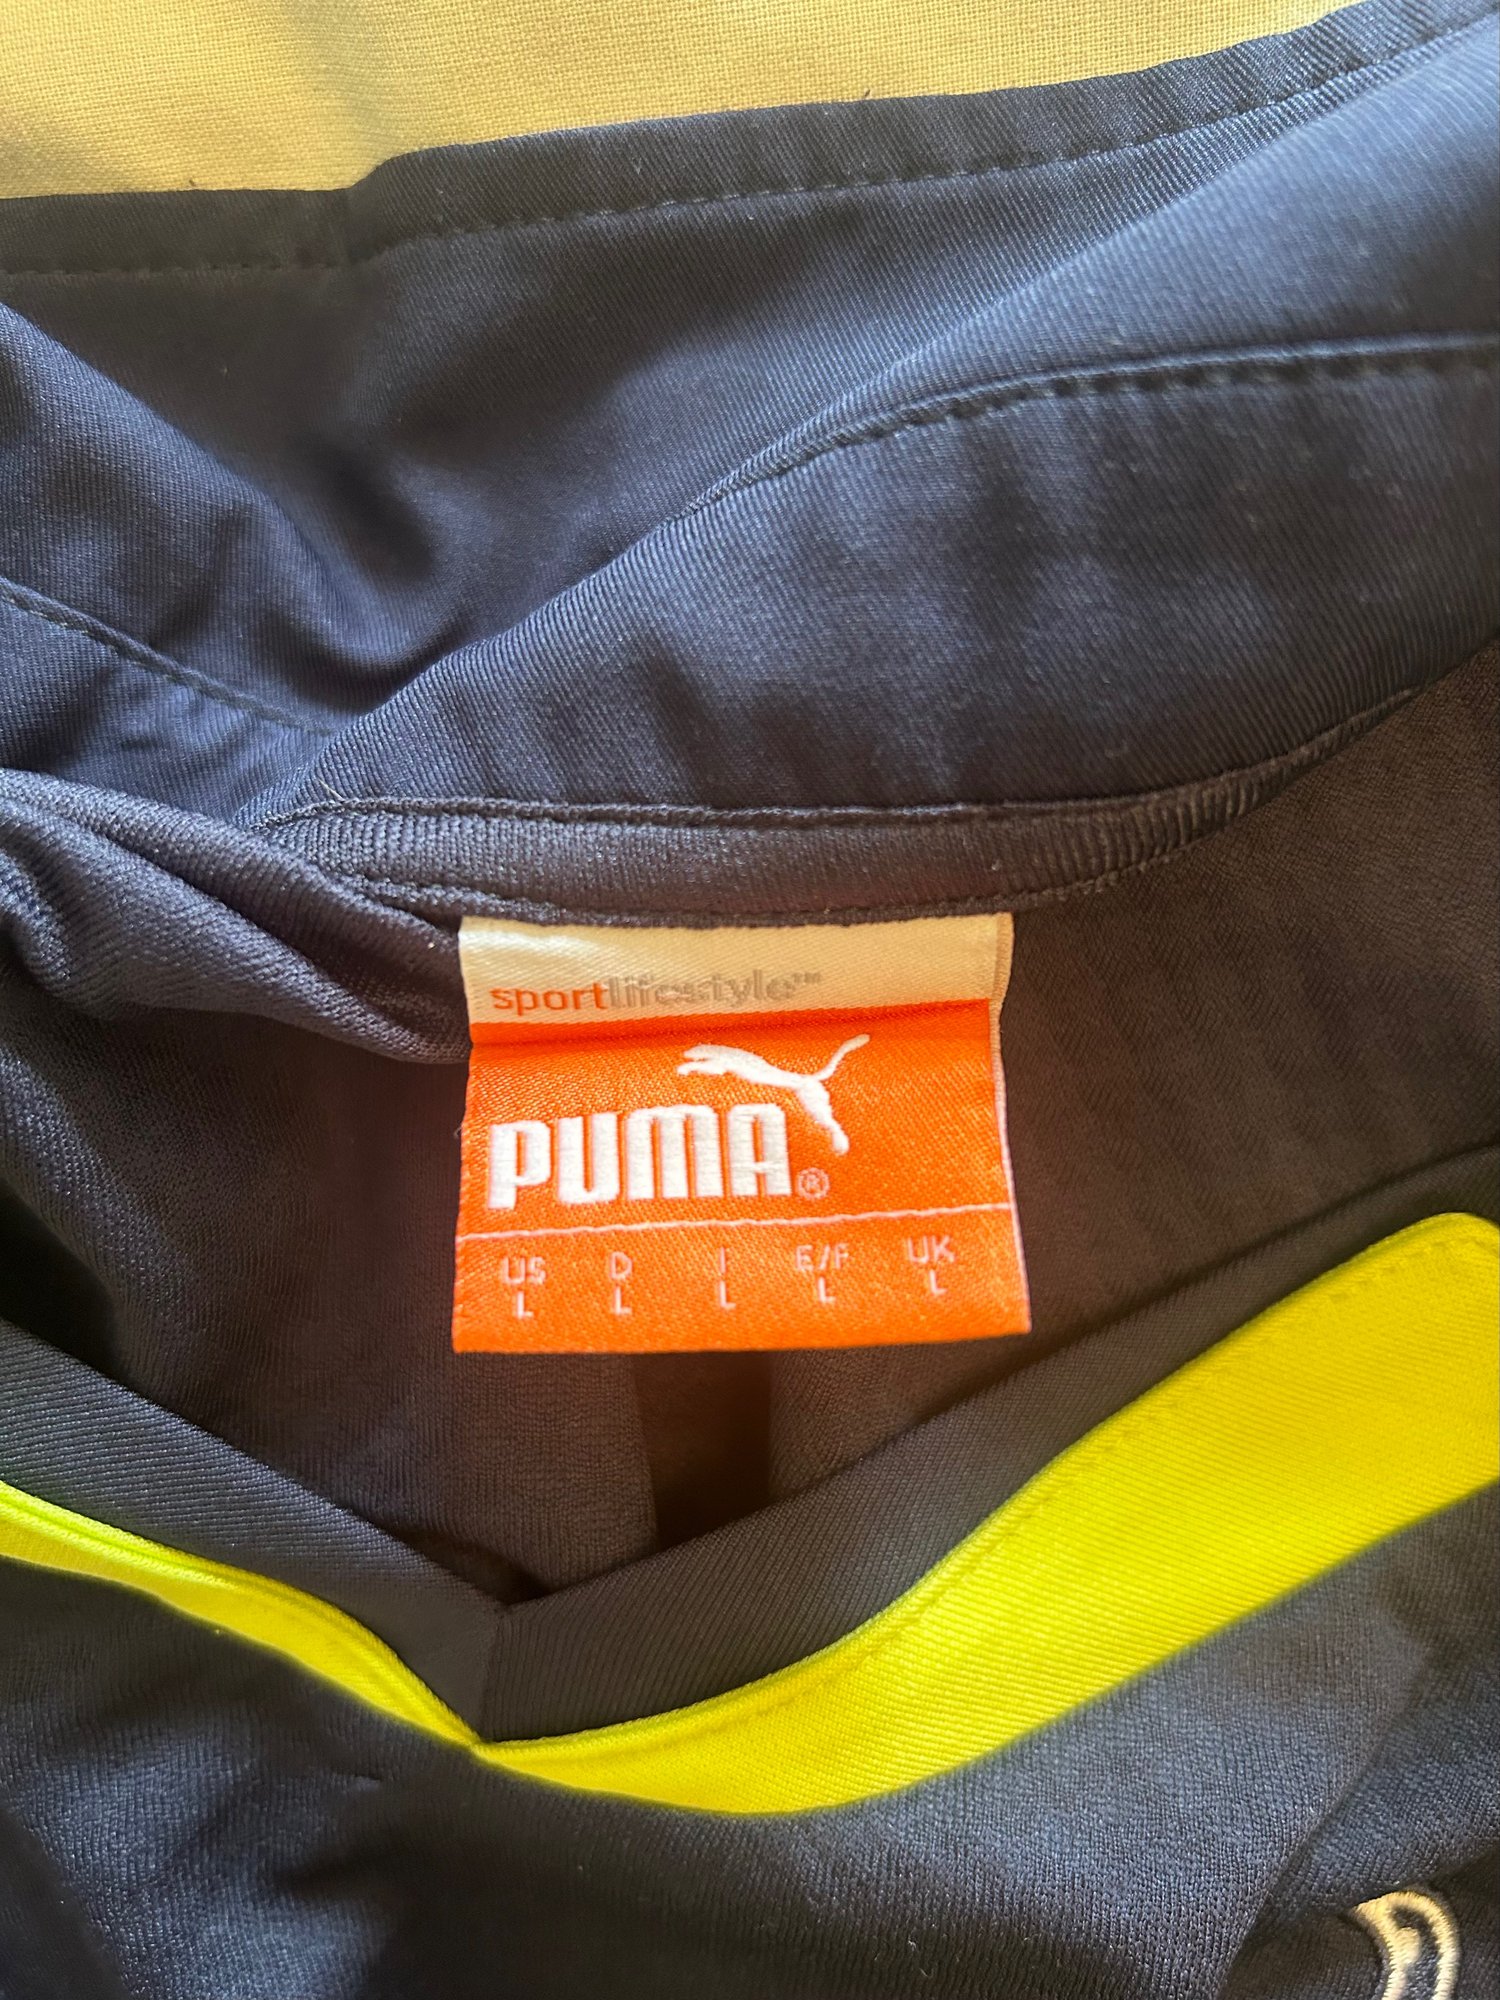 sportlifestyle™
PUMA®
US D I E/F UK
L L L L L